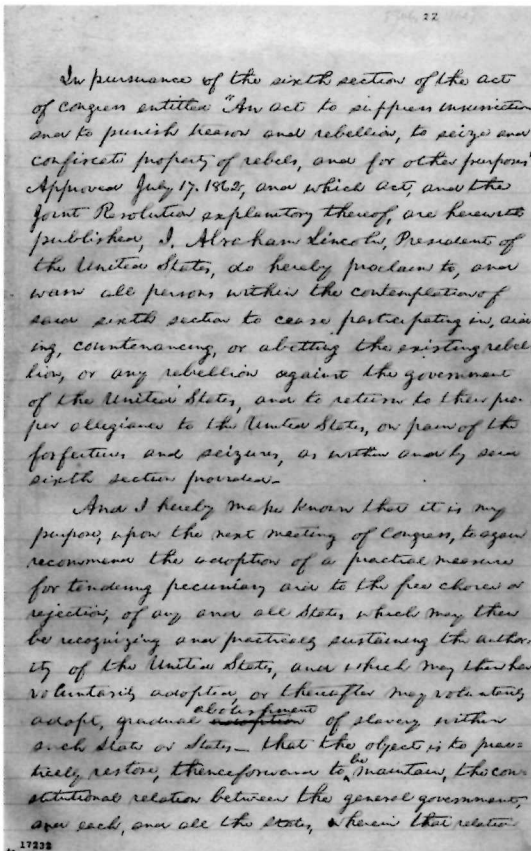 22
In pursuance of the sixth section of the act
of congress entitled "An act to suppress insurrection
and to punish treason and rebellion, to seize and
confiscate property of rebels, and for other purposes"
Approved July 17. 1862, and which act, and the
Joint Resolution explanatory thereof, are herewith
published, I, Abraham Lincoln, President of
the United States, do hereby proclaim to, and
warn all persons within the contemplation of
said sixth section to cease participating in, aid-
ing, countenancing, or abetting the existing rebel-
lion, or any rebellion against the government
of the United States, and to return to their pro-
per allegiance to the United States, on pain of the
forfeitures and seizures, as within and by said
sixth section provided—
And I hereby make known that it is my
purpose, upon the next meeting of Congress, to again
recommend the adoption of a practical measure
for tendering pecuniary aid to the free choice or
rejection, of any and all States which may then
be recognizing and practically sustaining the author-
ity of the United States, and which may then have
voluntarily adopted, or thereafter may voluntarily
abolishment
adopt, gradual adoption of slavery within
such State or States— that the object is to prac-
tically restore, thenceforward to be maintain, the con-
stitutional relation between the general government,
and each, and all the states, wherein that relation
17232